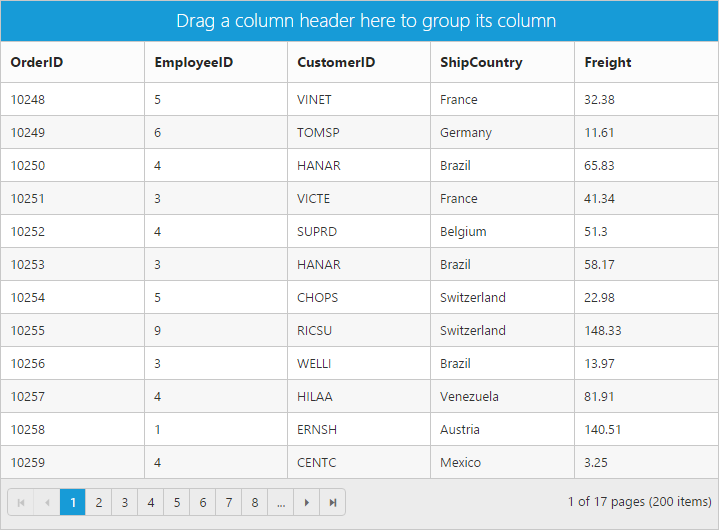 Drag a column header here to group its column
OrderID EmployeeID CustomerID ShipCountry Freight
10248 5 VINET France 32.38
10249 6 TOMSP Germany 11.61
10250 4 HANAR Brazil 65.83
10251 3 VICTE France 41.34
10252 4 SUPRD Belgium 51.3
10253 3 HANAR Brazil 58.17
10254 5 CHOPS Switzerland 22.98
10255 9 RICSU Switzerland 148.33
10256 3 WELLI Brazil 13.97
10257 4 HILAA Venezuela 81.91
10258 1 ERNSH Austria 140.51
10259 4 CENTC Mexico 3.25
1 2 3 4 5 6 7 8 ... 1 of 17 pages (200 items)